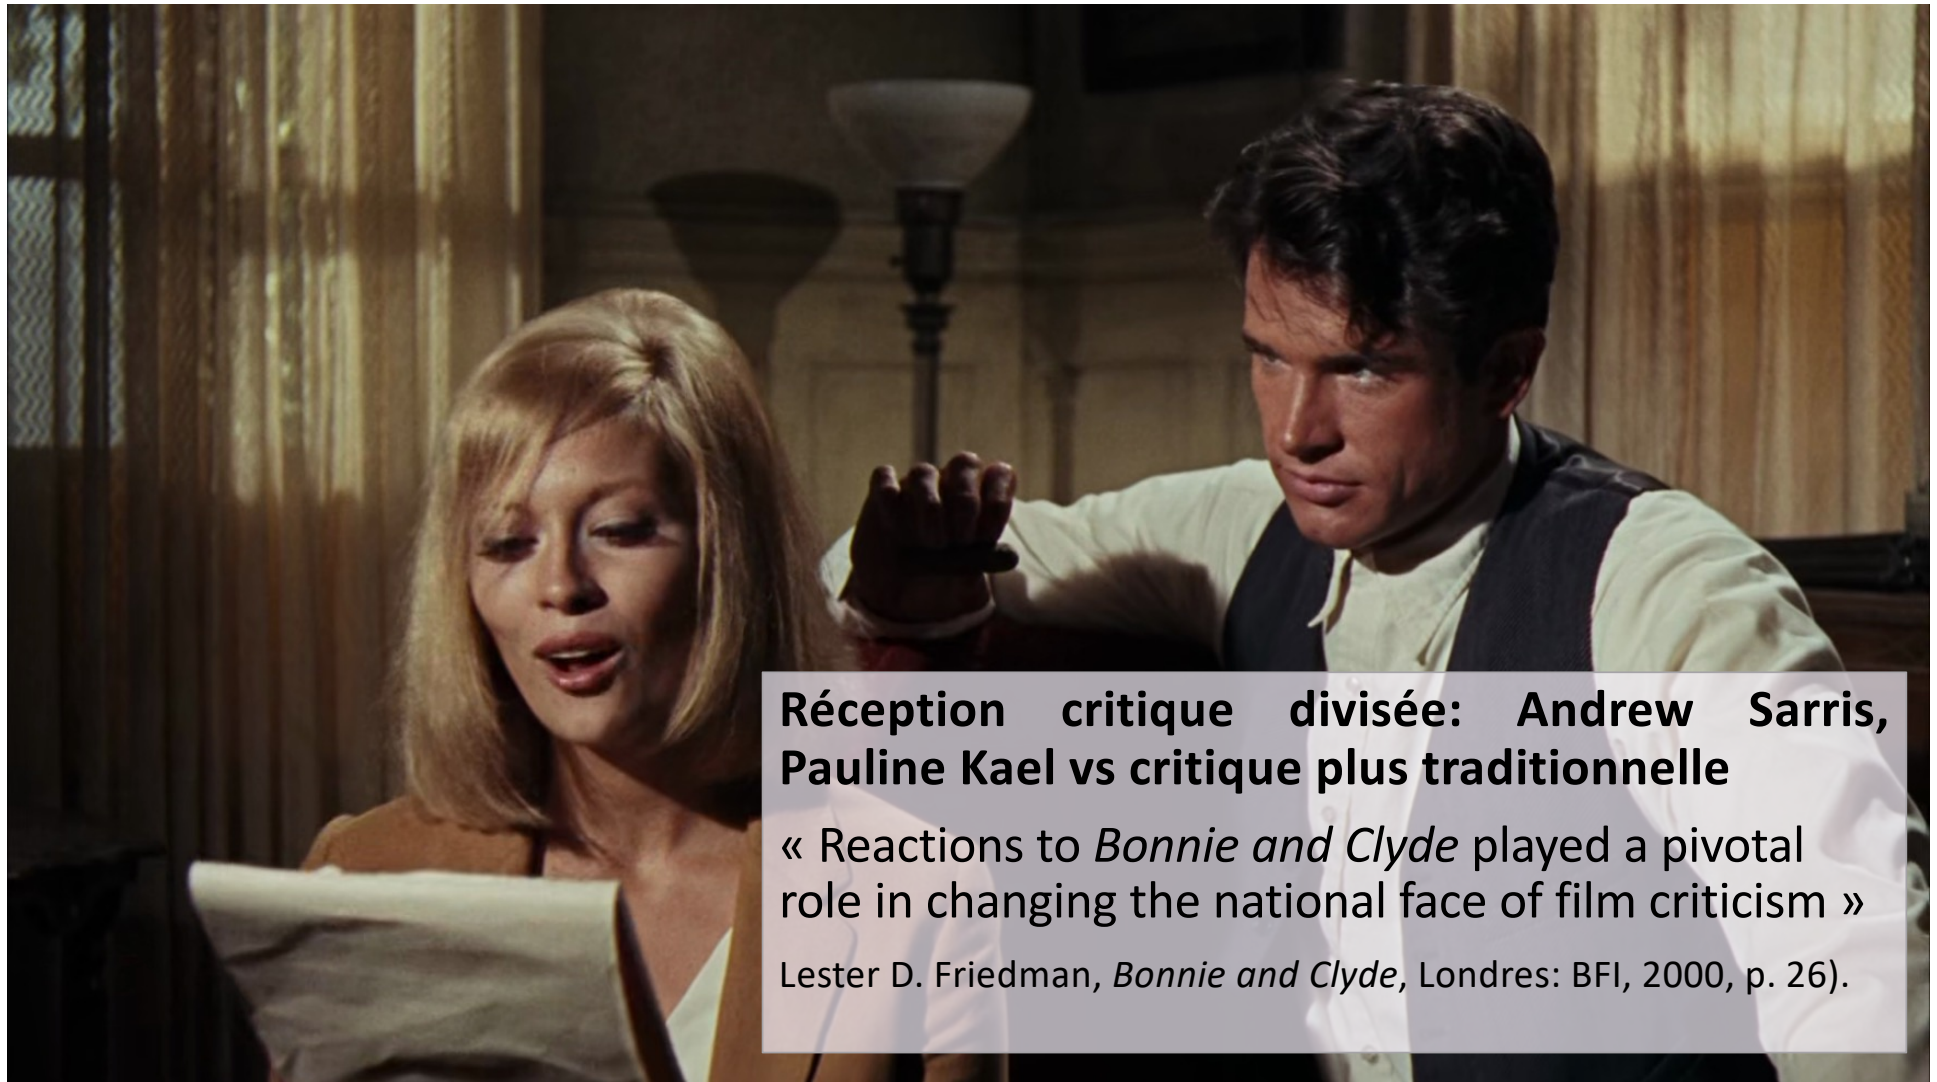 Réception critique divisée: Andrew Sarris,
Pauline Kael vs critique plus traditionnelle
« Reactions to Bonnie and Clyde played a pivotal
role in changing the national face of film criticism »
Lester D. Friedman, Bonnie and Clyde, Londres: BFI, 2000, p. 26).